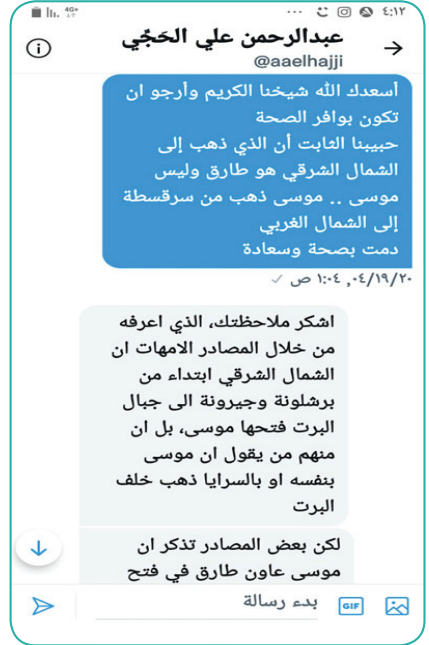 ٤:١٢
4G+
عبدالرحمن علي الحَجّي
@aaelhajji
أسعدك الله شيخنا الكريم وأرجو ان
تكون بوافر الصحة
حبيبنا الثابت أن الذي ذهب إلى
الشمال الشرقي هو طارق وليس
موسى .. موسى ذهب من سرقسطة
إلى الشمال الغربي
دمت بصحة وسعادة
٠٤/١٩/٢٠, ١:٠٤ ص
اشكر ملاحظتك، الذي اعرفه
من خلال المصادر الامهات ان
الشمال الشرقي ابتداء من
برشلونة وجيرونة الى جبال
البرت فتحها موسى، بل ان
منهم من يقول ان موسى
بنفسه او بالسرايا ذهب خلف
البرت
لكن بعض المصادر تذكر ان
موسى عاون طارق في فتح
بدء رسالة
GIF